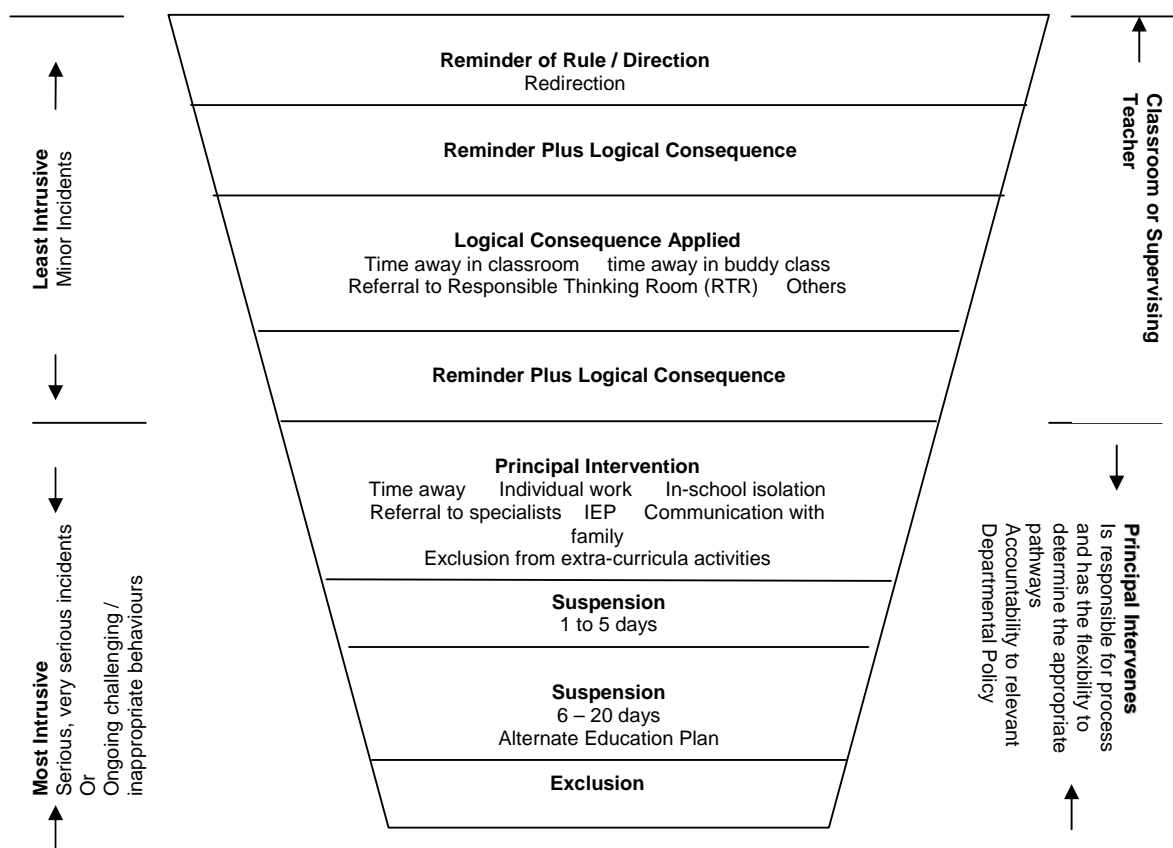 Reminder of Rule / Direction
Redirection
Reminder Plus Logical Consequence
Logical Consequence Applied
Time away in classroom time away in buddy class
Referral to Responsible Thinking Room (RTR) Others
Reminder Plus Logical Consequence
Principal Intervention
Time away Individual work In-school isolation
Referral to specialists IEP Communication with
family
Exclusion from extra-curricula activities
Suspension
1 to 5 days
Suspension
6 – 20 days
Alternate Education Plan
Exclusion
Least Intrusive
Minor Incidents
Most Intrusive
Serious, very serious incidents
Or
Ongoing challenging /
inappropriate behaviours
Classroom or Supervising
Teacher
Principal Intervenes
Is responsible for process
and has the flexibility to
determine the appropriate
pathways
Accountability to relevant
Departmental Policy